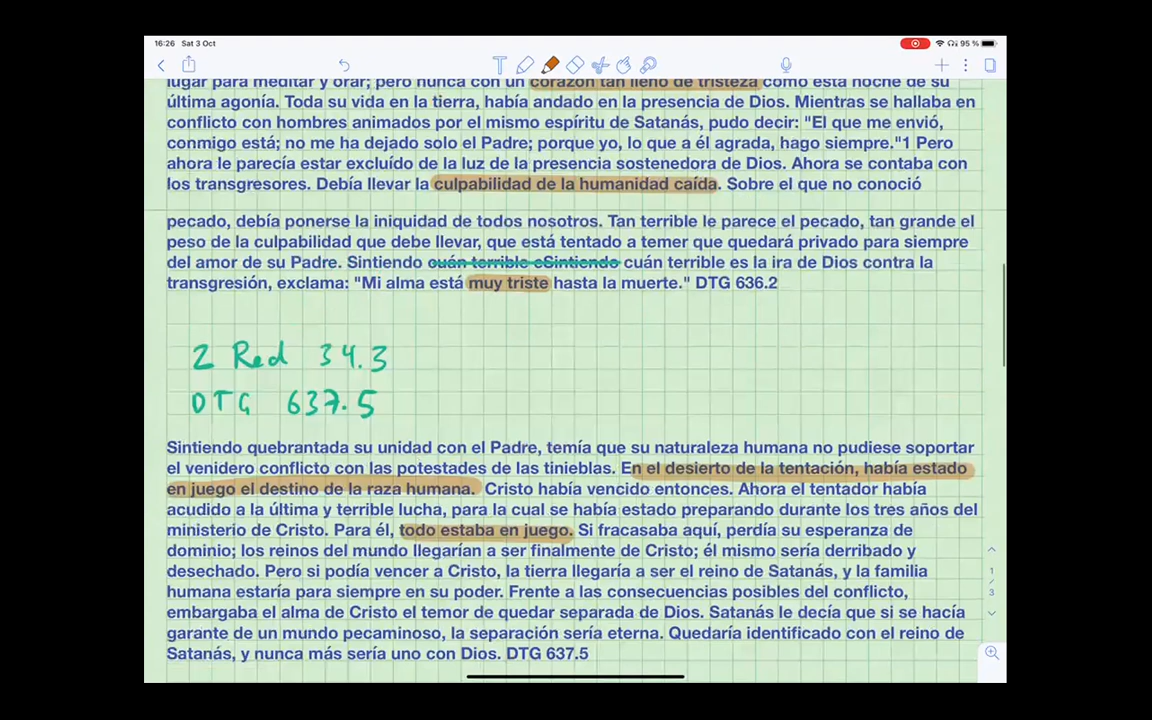 16:26 Sat 3 Oct
95 %
lugar para meditar y orar; pero nunca con un corazón tan lleno de tristeza como esta noche de su
última agonía. Toda su vida en la tierra, había andado en la presencia de Dios. Mientras se hallaba en
conflicto con hombres animados por el mismo espíritu de Satanás, pudo decir: "El que me envió,
conmigo está; no me ha dejado solo el Padre; porque yo, lo que a él agrada, hago siempre."1 Pero
ahora le parecía estar excluído de la luz de la presencia sostenedora de Dios. Ahora se contaba con
los transgresores. Debía llevar la culpabilidad de la humanidad caída. Sobre el que no conoció
pecado, debía ponerse la iniquidad de todos nosotros. Tan terrible le parece el pecado, tan grande el
peso de la culpabilidad que debe llevar, que está tentado a temer que quedará privado para siempre
del amor de su Padre. Sintiendo cuán terrible eSintiendo cuán terrible es la ira de Dios contra la
transgresión, exclama: "Mi alma está muy triste hasta la muerte." DTG 636.2
2 Red 34.3
DTG 637.5
Sintiendo quebrantada su unidad con el Padre, temía que su naturaleza humana no pudiese soportar
el venidero conflicto con las potestades de las tinieblas. En el desierto de la tentación, había estado
en juego el destino de la raza humana. Cristo había vencido entonces. Ahora el tentador había
acudido a la última y terrible lucha, para la cual se había estado preparando durante los tres años del
ministerio de Cristo. Para él, todo estaba en juego. Si fracasaba aquí, perdía su esperanza de
dominio; los reinos del mundo llegarían a ser finalmente de Cristo; él mismo sería derribado y
desechado. Pero si podía vencer a Cristo, la tierra llegaría a ser el reino de Satanás, y la familia
humana estaría para siempre en su poder. Frente a las consecuencias posibles del conflicto,
embargaba el alma de Cristo el temor de quedar separada de Dios. Satanás le decía que si se hacía
garante de un mundo pecaminoso, la separación sería eterna. Quedaría identificado con el reino de
Satanás, y nunca más sería uno con Dios. DTG 637.5
1
/
3